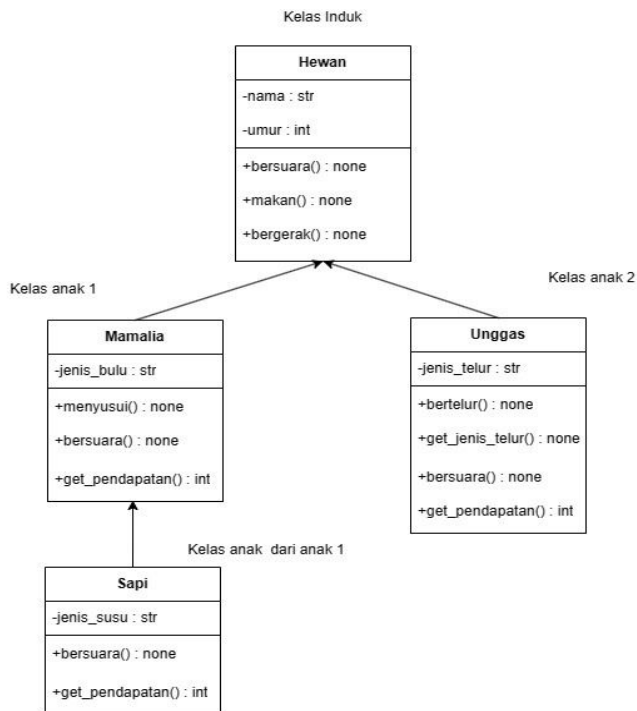 Kelas Induk
Hewan
-nama : str
-umur : int
+bersuara() : none
+makan() : none
+bergerak() : none
Kelas anak 1
Kelas anak 2
Mamalia
-jenis_bulu : str
+menyusui() : none
+bersuara() : none
+get_pendapatan() : int
Unggas
-jenis_telur : str
+bertelur() : none
+get_jenis_telur() : none
+bersuara() : none
+get_pendapatan() : int
Kelas anak  dari anak 1
Sapi
-jenis_susu : str
+bersuara() : none
+get_pendapatan() : int